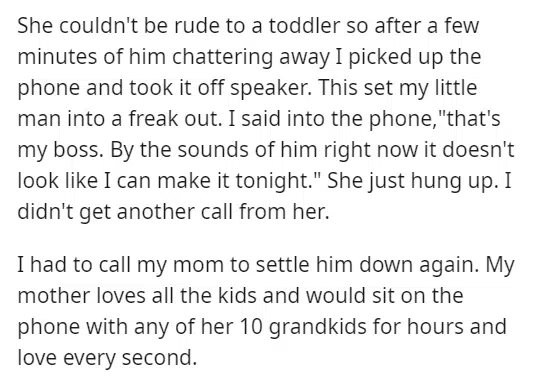 She couldn't be rude to a toddler so after a few
minutes of him chattering away I picked up the
phone and took it off speaker. This set my little
man into a freak out. I said into the phone,"that's
my boss. By the sounds of him right now it doesn't
look like I can make it tonight." She just hung up. I
didn't get another call from her.
I had to call my mom to settle him down again. My
mother loves all the kids and would sit on the
phone with any of her 10 grandkids for hours and
love every second.